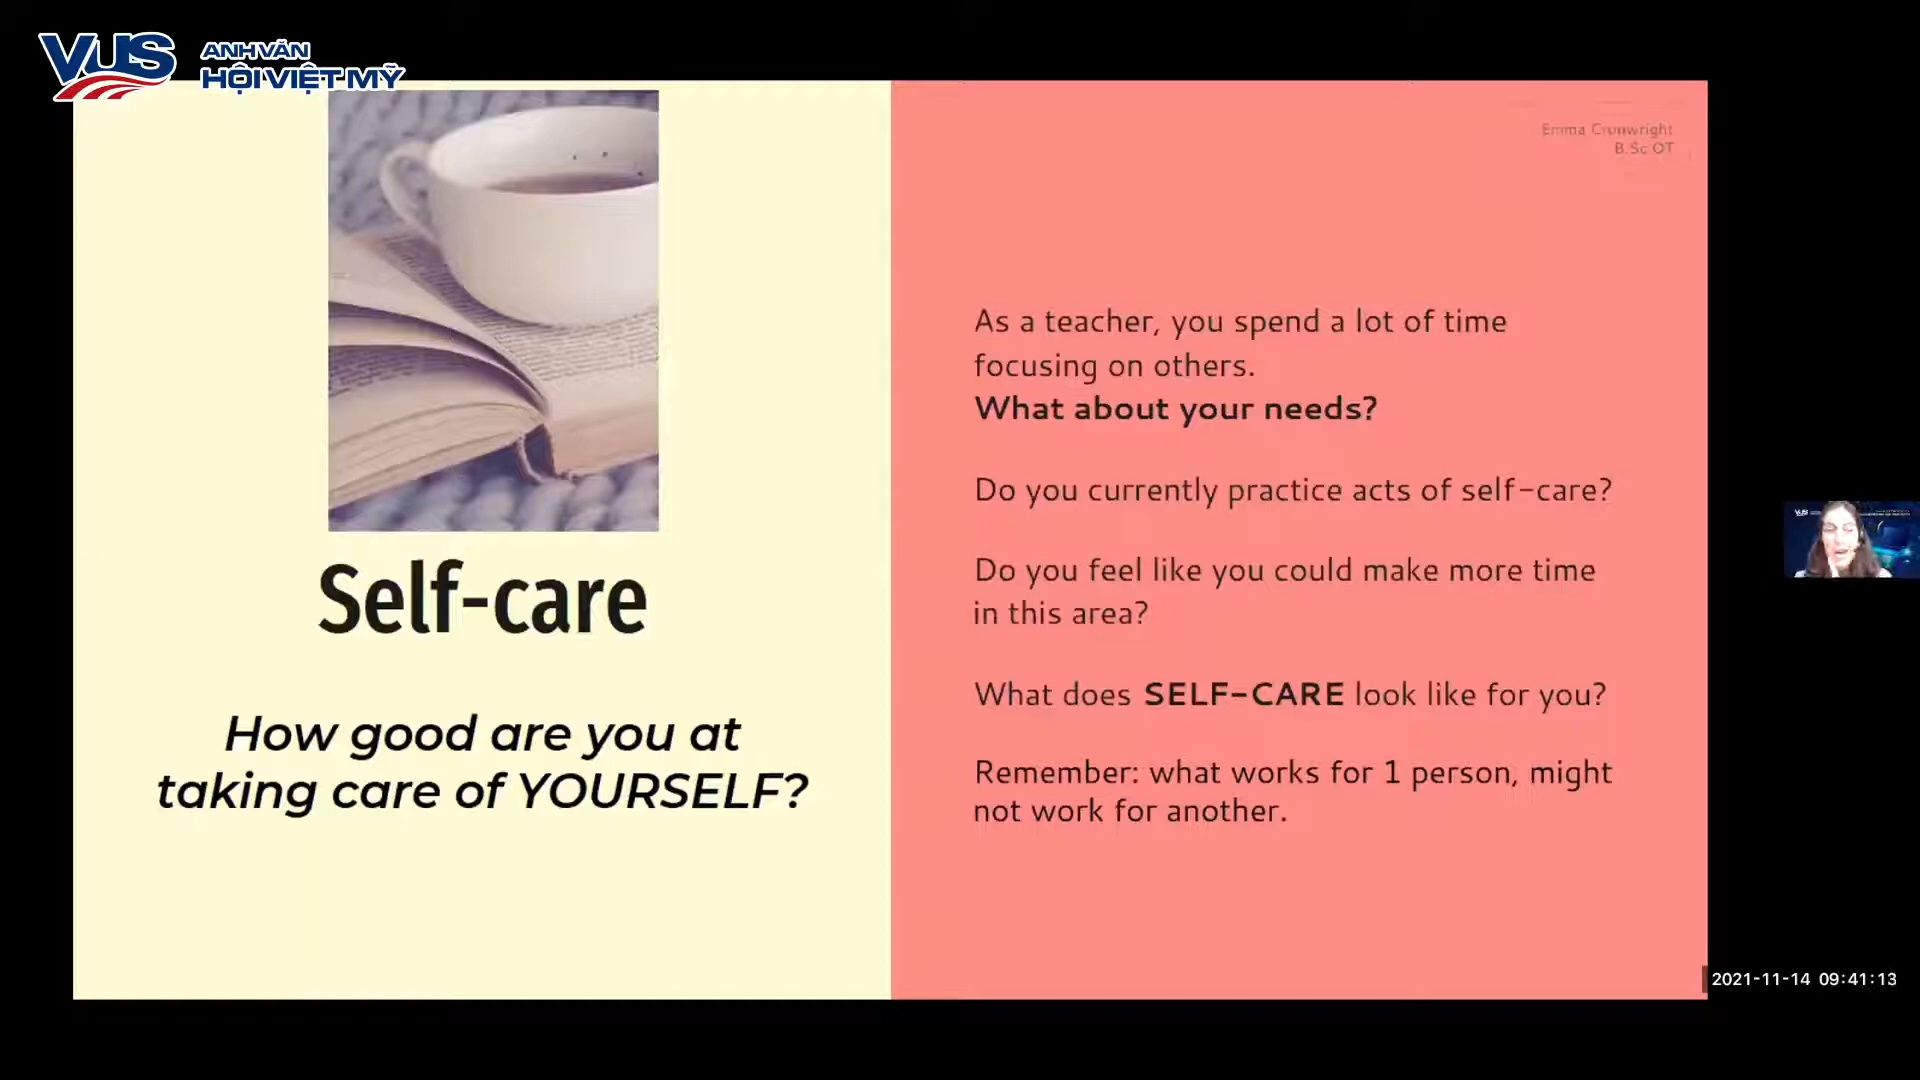 VUS
ANH VĂN
HỘI VIỆT MỸ
Self-care
How good are you at
taking care of YOURSELF?
Emma Cronwright
B.Sc OT
As a teacher, you spend a lot of time
focusing on others.
What about your needs?
Do you currently practice acts of self-care?
Do you feel like you could make more time
in this area?
What does SELF-CARE look like for you?
Remember: what works for 1 person, might
not work for another.
VUS
2021-11-14 09:41:13